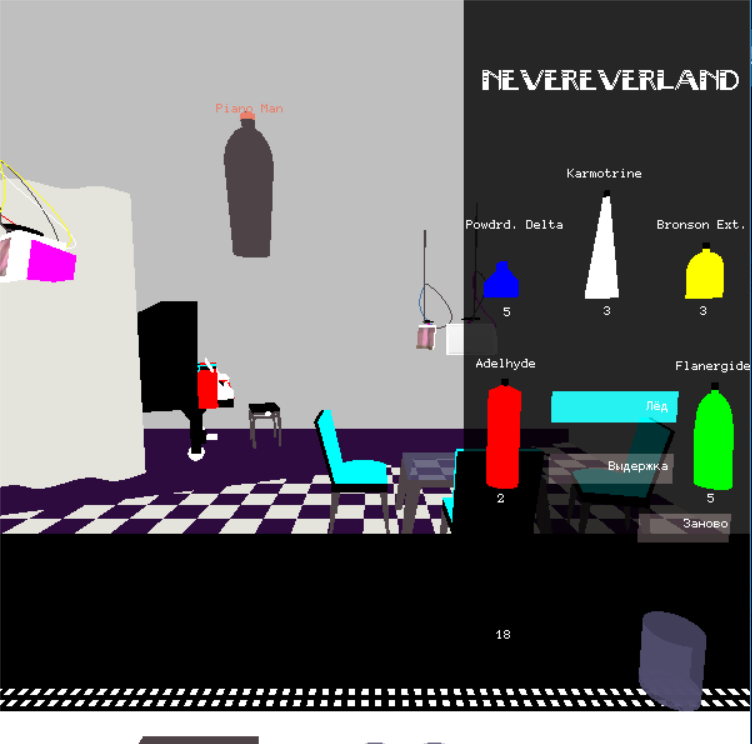 NEVEREVERLAND
Piano Man
Karmotrine
Powdrd. Delta
Bronson Ext.
5
3
3
Adelhyde
Flanergide
Лёд
Выдержка
2
5
Заново
18